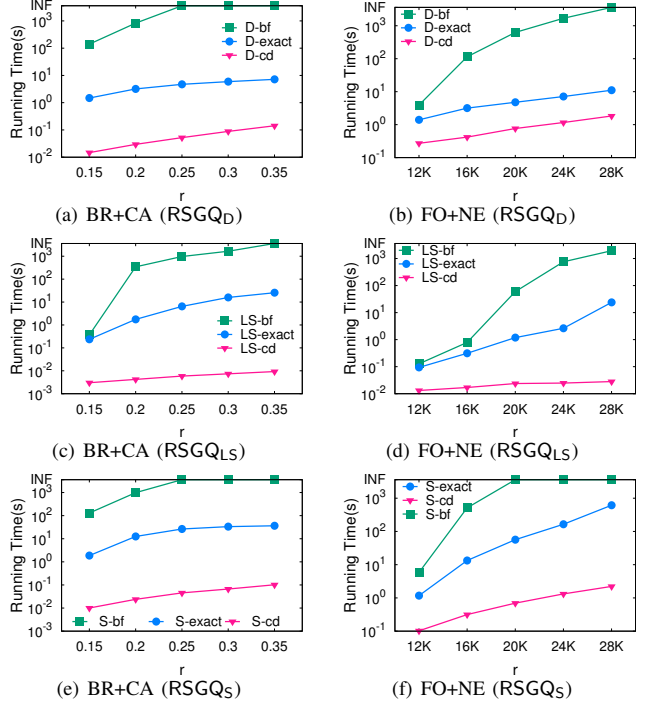 INF
10^3
10^2
10^1
10^0
10^-1
10^-2
Running Time(s)
D-bf
D-exact
D-cd
0.15 0.2 0.25 0.3 0.35
r
(a) BR+CA (RSGQ_D)
INF
10^3
10^2
10^1
10^0
10^-1
Running Time(s)
D-bf
D-exact
D-cd
12K 16K 20K 24K 28K
r
(b) FO+NE (RSGQ_D)
INF
10^3
10^2
10^1
10^0
10^-1
10^-2
10^-3
Running Time(s)
LS-bf
LS-exact
LS-cd
0.15 0.2 0.25 0.3 0.35
r
(c) BR+CA (RSGQ_LS)
INF
10^3
10^2
10^1
10^0
10^-1
10^-2
Running Time(s)
LS-bf
LS-exact
LS-cd
12K 16K 20K 24K 28K
r
(d) FO+NE (RSGQ_LS)
INF
10^3
10^2
10^1
10^0
10^-1
10^-2
10^-3
Running Time(s)
S-bf S-exact S-cd
0.15 0.2 0.25 0.3 0.35
r
(e) BR+CA (RSGQ_S)
INF
10^3
10^2
10^1
10^0
10^-1
Running Time(s)
S-exact
S-cd
S-bf
12K 16K 20K 24K 28K
r
(f) FO+NE (RSGQ_S)